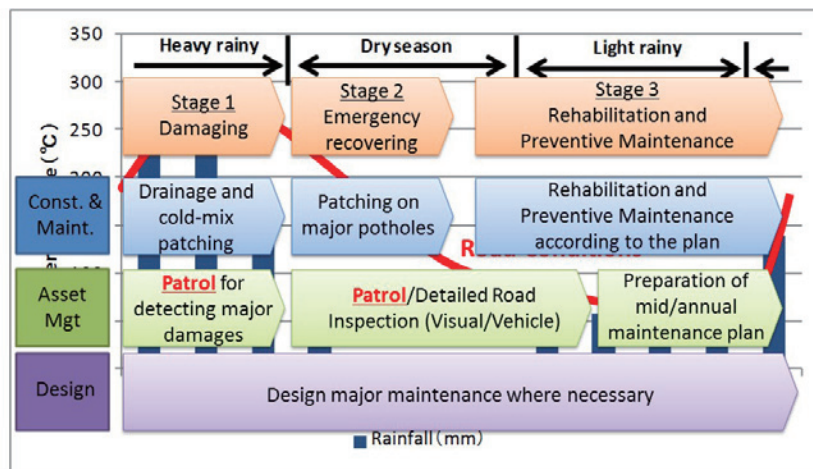 350
Heavy rainy
Dry season
Light rainy
300
Stage 1
Damaging
Stage 2
Emergency
recovering
Stage 3
Rehabilitation and
Preventive Maintenance
250
(℃)
Const. &
Maint.
Drainage and
cold-mix
patching
Patching on
major potholes
Rehabilitation and
Preventive Maintenance
according to the plan
Asset
Mgt
Patrol for
detecting major
damages
Patrol/Detailed Road
Inspection (Visual/Vehicle)
Preparation of
mid/annual
maintenance plan
Design
Design major maintenance where necessary
Rainfall(mm)